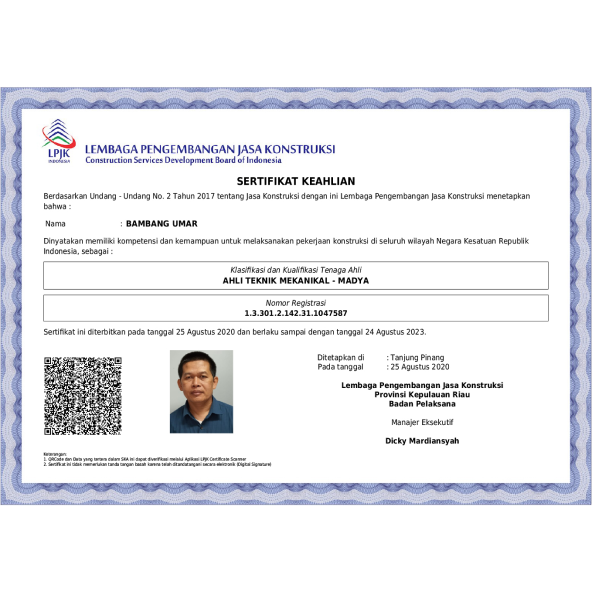 LPJK
INDONESIA
LEMBAGA PENGEMBANGAN JASA KONSTRUKSI
Construction Services Development Board of Indonesia
SERTIFIKAT KEAHLIAN
Berdasarkan Undang - Undang No. 2 Tahun 2017 tentang Jasa Konstruksi dengan ini Lembaga Pengembangan Jasa Konstruksi menetapkan
bahwa :
Nama : BAMBANG UMAR
Dinyatakan memiliki kompetensi dan kemampuan untuk melaksanakan pekerjaan konstruksi di seluruh wilayah Negara Kesatuan Republik
Indonesia, sebagai :
Klasifikasi dan Kualifikasi Tenaga Ahli
AHLI TEKNIK MEKANIKAL - MADYA
Nomor Registrasi
1.3.301.2.142.31.1047587
Sertifikat ini diterbitkan pada tanggal 25 Agustus 2020 dan berlaku sampai dengan tanggal 24 Agustus 2023.
Ditetapkan di : Tanjung Pinang
Pada tanggal : 25 Agustus 2020
Lembaga Pengembangan Jasa Konstruksi
Provinsi Kepulauan Riau
Badan Pelaksana
Manajer Eksekutif
Dicky Mardiansyah
Keterangan:
1. QRCode dan Data yang tertera dalam SKA ini dapat diverifikasi melalui Aplikasi LPJK Certificate Scanner
2. Sertifikat ini tidak memerlukan tanda tangan basah karena telah ditandatangani secara elektronik (Digital Signature)